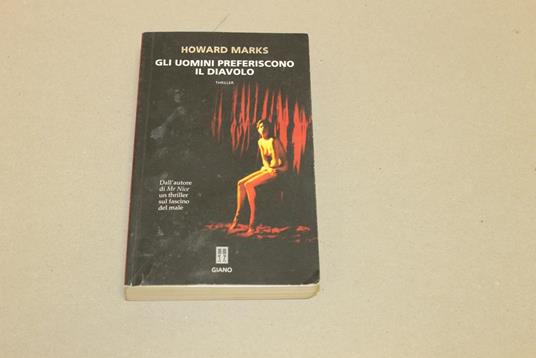 HOWARD MARKS
GLI UOMINI PREFERISCONO
IL DIAVOLO
THRILLER
Dall'autore
di Mr Nice
un thriller
sul fascino
del male
GIANO